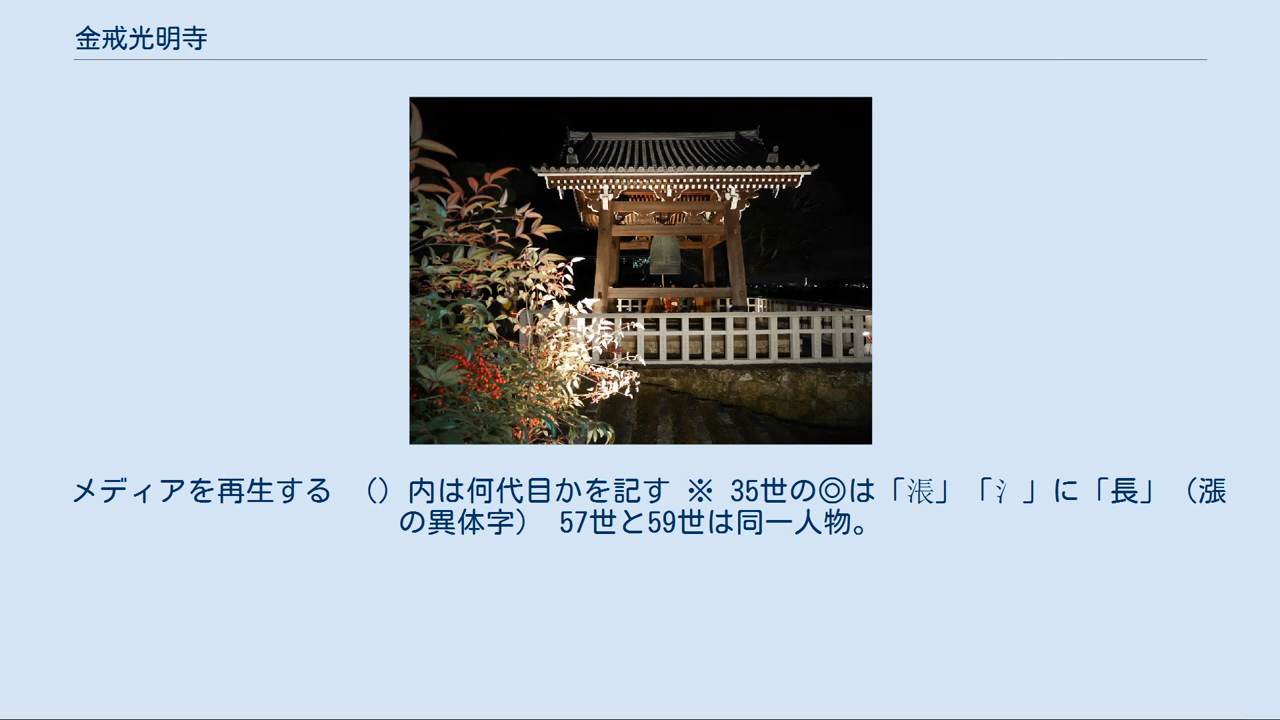 金戒光明寺
メディアを再生する （）内は何代目かを記す ※ 35世の◎は「漲」「氵」に「長」（漲
の異体字） 57世と59世は同一人物。